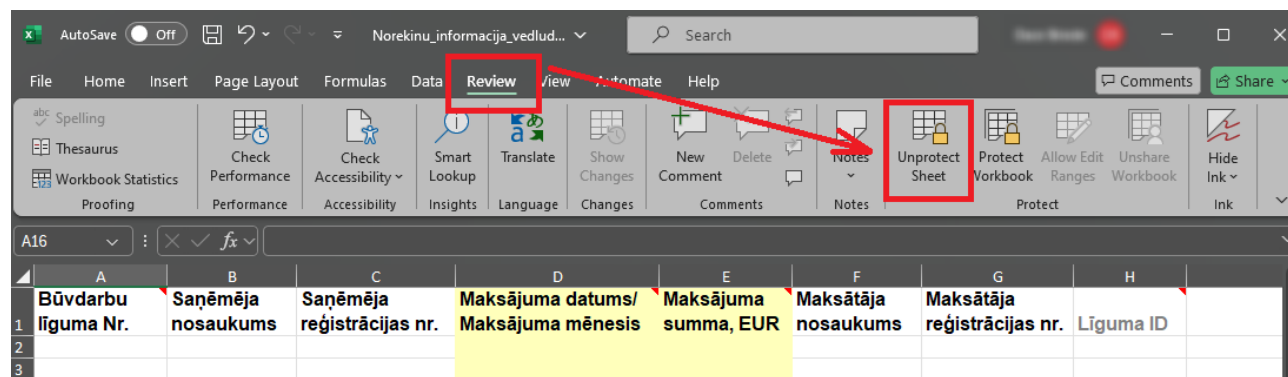 AutoSave Off Norekinu_informacija_vedlud... Search
File Home Insert Page Layout Formulas Data Review View Automate Help Comments Share
abc Spelling
Thesaurus
123 Workbook Statistics
Proofing
Check
Performance
Performance
Check
Accessibility
Accessibility
Smart
Lookup
Insights
Translate
Language
Show
Changes
Changes
New
Comment
Delete
Comments
Notes
Notes
Unprotect
Sheet
Protect
Workbook
Allow Edit
Ranges
Unshare
Workbook
Protect
Hide
Ink
Ink
A16 fx
A B C D E F G H
1
Būvdarbu
līguma Nr.
Saņēmēja
nosaukums
Saņēmēja
reģistrācijas nr.
Maksājuma datums/
Maksājuma mēnesis
Maksājuma
summa, EUR
Maksātāja
nosaukums
Maksātāja
reģistrācijas nr.
Līguma ID
2
3